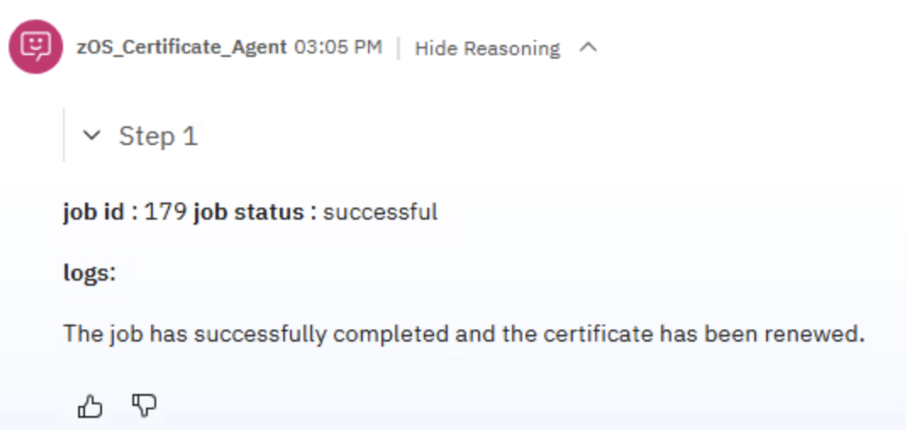 zOS_Certificate_Agent 03:05 PM | Hide Reasoning
Step 1
job id : 179 job status : successful
logs:
The job has successfully completed and the certificate has been renewed.